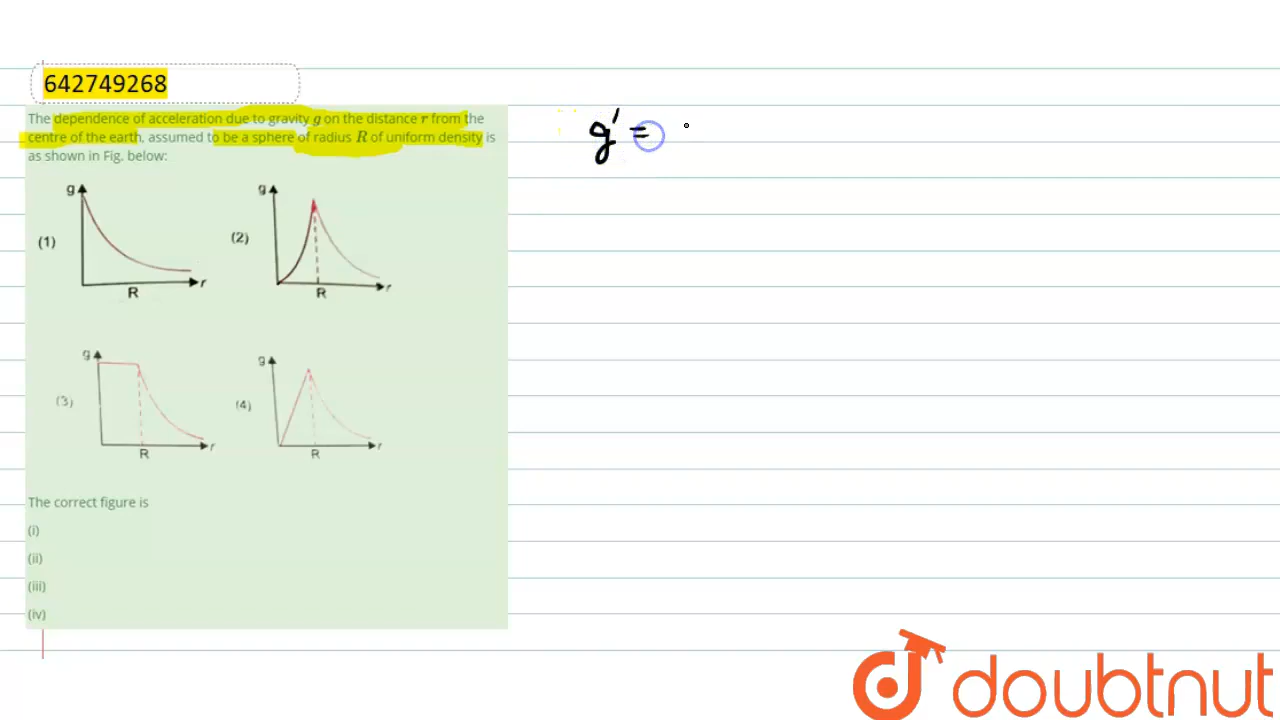 642749268
The dependence of acceleration due to gravity g on the distance r from the
centre of the earth, assumed to be a sphere of radius R of uniform density is
as shown in Fig. below:
g
(1)
R
r
g
(2)
R
r
g
(3)
R
r
g
(4)
R
r
The correct figure is
(i)
(ii)
(iii)
(iv)
g' =
doubtnut